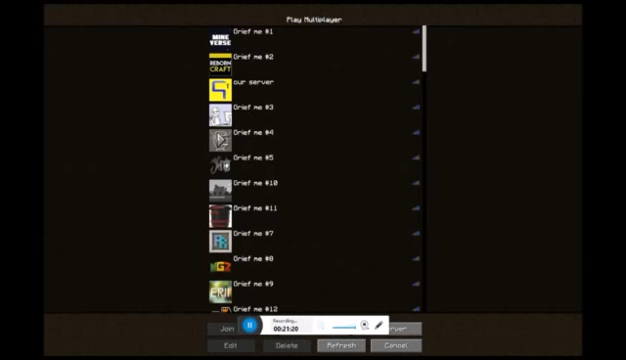 Play Multiplayer
MINE
VERSE
Grief me #1
REBORN
CRAFT
Grief me #2
our server
Grief me #3
Grief me #4
Grief me #5
Grief me #10
Grief me #11
Grief me #7
Grief me #8
Grief me #9
Grief me #12
Recording...
00:21:20
Join
erver
Edit
Delete
Refresh
Cancel